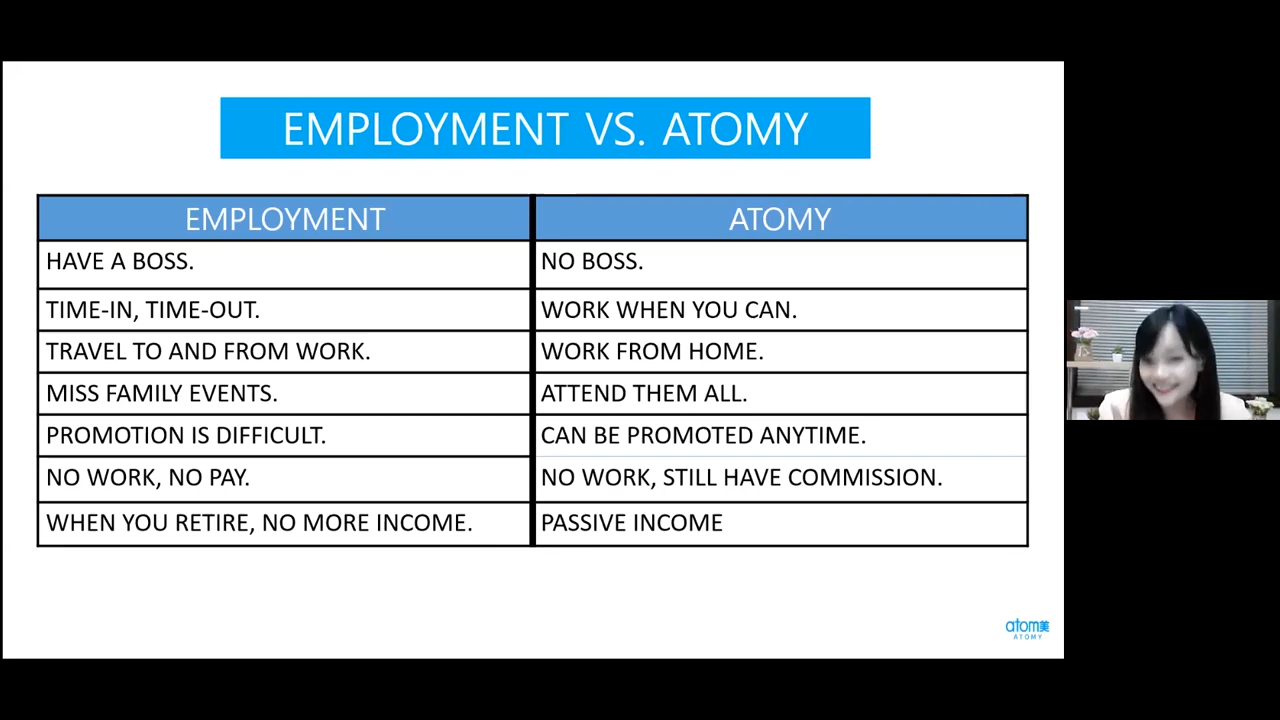 EMPLOYMENT VS. ATOMY
EMPLOYMENT
ATOMY
HAVE A BOSS.
NO BOSS.
TIME-IN, TIME-OUT.
WORK WHEN YOU CAN.
TRAVEL TO AND FROM WORK.
WORK FROM HOME.
MISS FAMILY EVENTS.
ATTEND THEM ALL.
PROMOTION IS DIFFICULT.
CAN BE PROMOTED ANYTIME.
NO WORK, NO PAY.
NO WORK, STILL HAVE COMMISSION.
WHEN YOU RETIRE, NO MORE INCOME.
PASSIVE INCOME
atom美
ATOMY